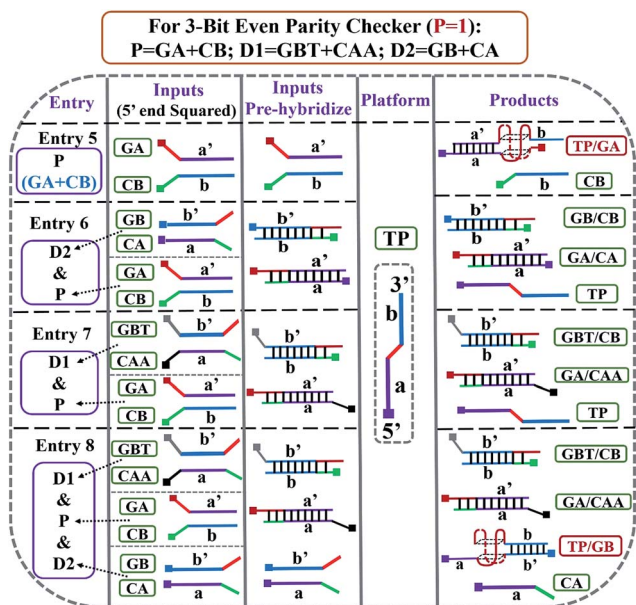 For 3-Bit Even Parity Checker (P=1):
P=GA+CB; D1=GBT+CAA; D2=GB+CA
Entry
Inputs
(5' end Squared)
Inputs
Pre-hybridize
Platform
Products
Entry 5
P
(GA+CB)
GA
a'
CB
b
a'
b
a'
a
b
TP/GA
b
CB
Entry 6
D2
&
P
GB
b'
CA
a
GA
a'
CB
b
b'
b
a'
a
b'
b
GB/CB
a'
a
GA/CA
TP
Entry 7
D1
&
P
GBT
b'
CAA
a
GA
a'
CB
b
b'
b
a'
a
b'
b
GBT/CB
a'
a
GA/CAA
TP
Entry 8
D1
&
P
&
D2
GBT
b'
CAA
a
GA
a'
CB
b
GB
b'
CA
a
b'
b
a'
a
b'
a
TP
3'
b
a
5'
b'
b
GBT/CB
a'
a
GA/CAA
a
b
b'
TP/GB
a
CA